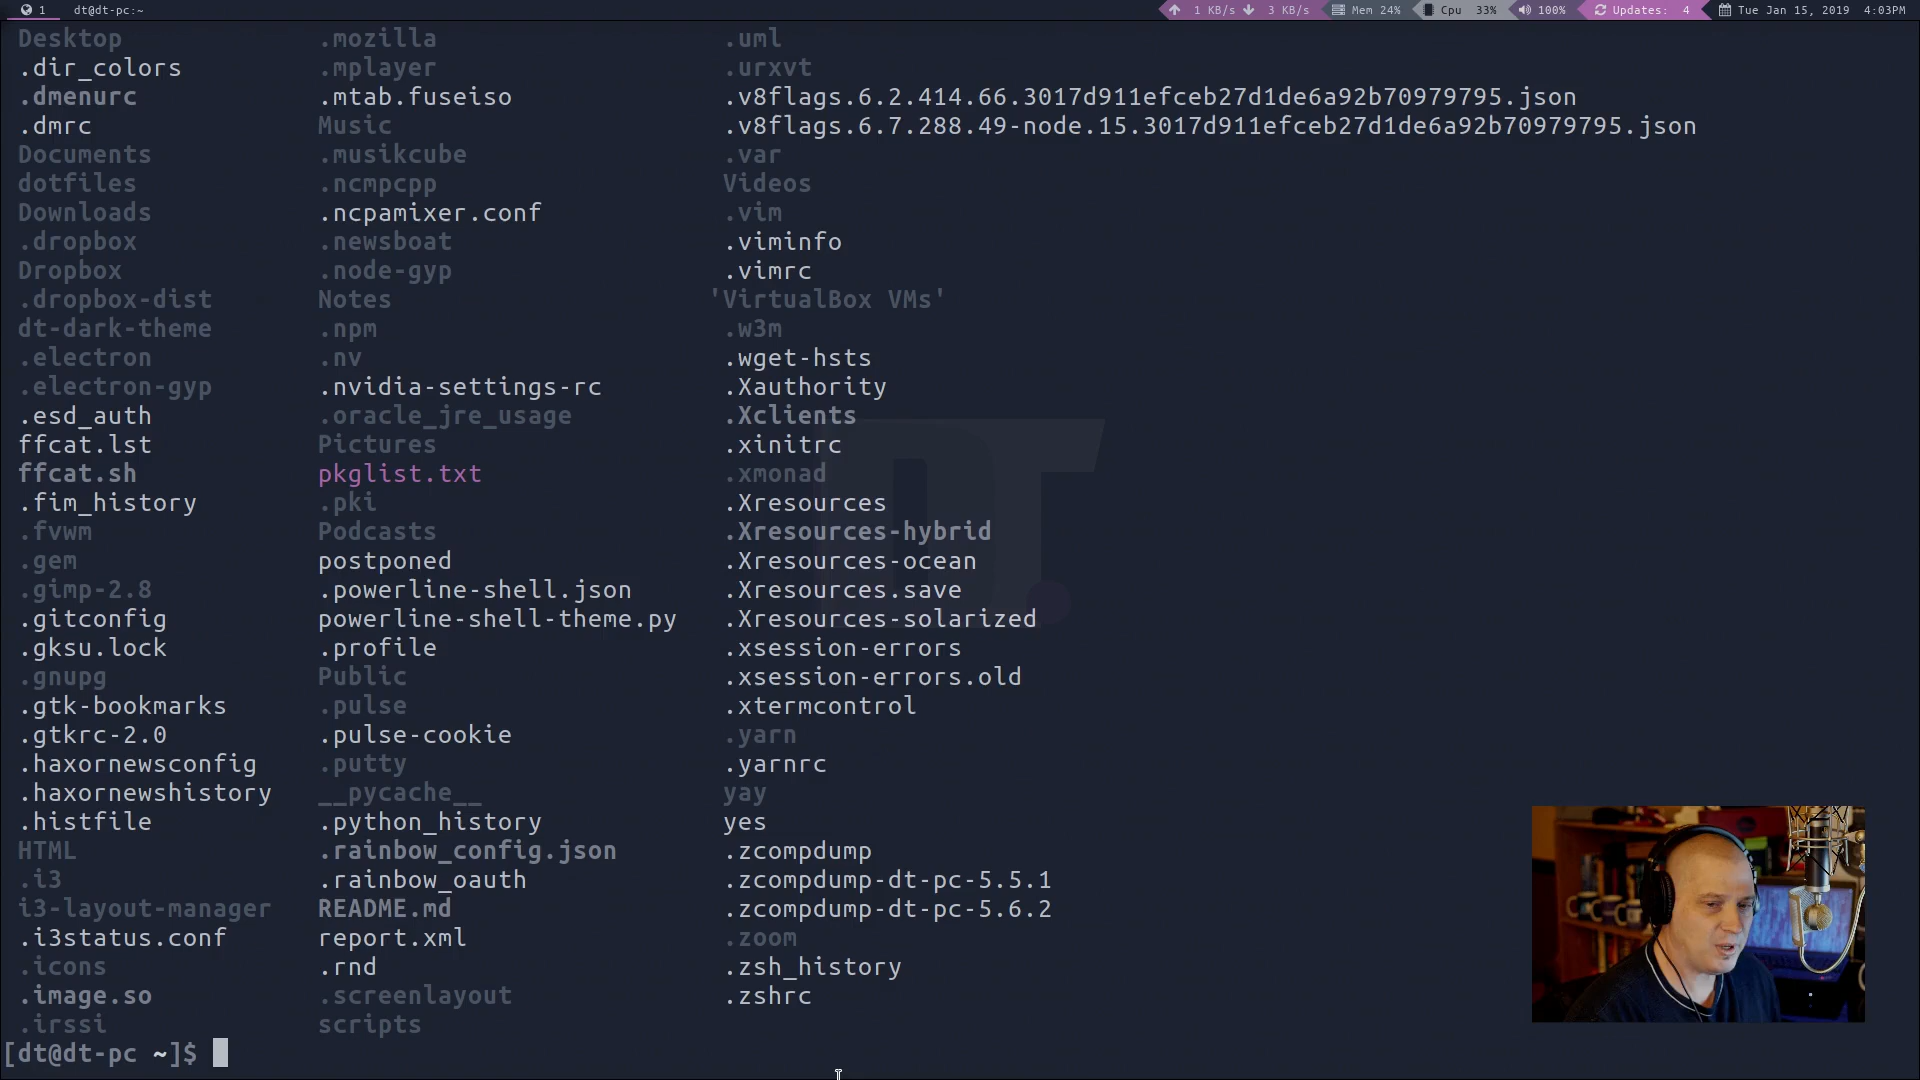 1 dt@dt-pc:~ 1 KB/s 3 KB/s Mem 24% Cpu 33% 100% Updates: 4 Tue Jan 15, 2019 4:03PM
Desktop .mozilla .uml
.dir_colors .mplayer .urxvt
.dmenurc .mtab.fuseiso .v8flags.6.2.414.66.3017d911efceb27d1de6a92b70979795.json
.dmrc Music .v8flags.6.7.288.49-node.15.3017d911efceb27d1de6a92b70979795.json
Documents .musikcube .var
dotfiles .ncmpcpp Videos
Downloads .ncpamixer.conf .vim
.dropbox .newsboat .viminfo
Dropbox .node-gyp .vimrc
.dropbox-dist Notes 'VirtualBox VMs'
dt-dark-theme .npm .w3m
.electron .nv .wget-hsts
.electron-gyp .nvidia-settings-rc .Xauthority
.esd_auth .oracle_jre_usage .Xclients
ffcat.lst Pictures .xinitrc
ffcat.sh pkglist.txt .xmonad
.fim_history .pki .Xresources
.fvwm Podcasts .Xresources-hybrid
.gem postponed .Xresources-ocean
.gimp-2.8 .powerline-shell.json .Xresources.save
.gitconfig powerline-shell-theme.py .Xresources-solarized
.gksu.lock .profile .xsession-errors
.gnupg Public .xsession-errors.old
.gtk-bookmarks .pulse .xtermcontrol
.gtkrc-2.0 .pulse-cookie .yarn
.haxornewsconfig .putty .yarnrc
.haxornewshistory __pycache__ yay
.histfile .python_history yes
HTML .rainbow_config.json .zcompdump
.i3 .rainbow_oauth .zcompdump-dt-pc-5.5.1
i3-layout-manager README.md .zcompdump-dt-pc-5.6.2
.i3status.conf report.xml .zoom
.icons .rnd .zsh_history
.image.so .screenlayout .zshrc
.irssi scripts
[dt@dt-pc ~]$
DT.